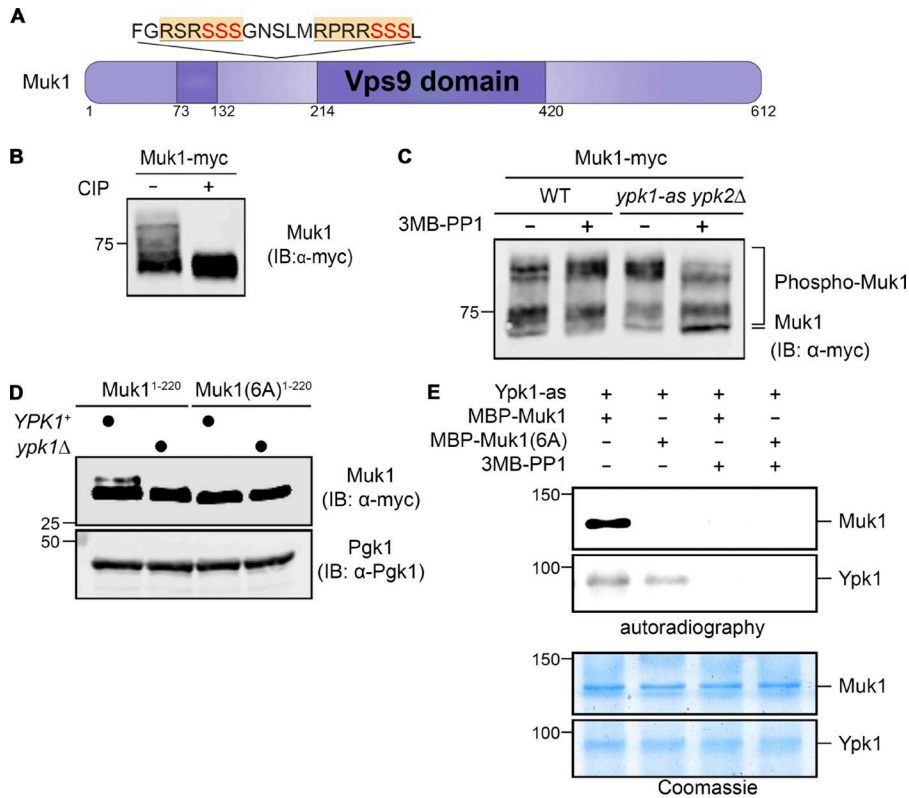 A
FGRSRSSSGNSLMRPRRSSSL
Muk1
Vps9 domain
1 73 132 214 420 612
B
Muk1-myc
CIP − +
75
Muk1
(IB:α-myc)
C
Muk1-myc
WT ypk1-as ypk2Δ
3MB-PP1 − + − +
75
Phospho-Muk1
Muk1
(IB: α-myc)
D
Muk1¹⁻²²⁰ Muk1(6A)¹⁻²²⁰
YPK1⁺ ● ●
ypk1Δ ● ●
Muk1
(IB: α-myc)
25
50
Pgk1
(IB: α-Pgk1)
E
Ypk1-as + + + +
MBP-Muk1 + − + −
MBP-Muk1(6A) − + − +
3MB-PP1 − − + +
150
Muk1
100
Ypk1
autoradiography
150
Muk1
100
Ypk1
Coomassie